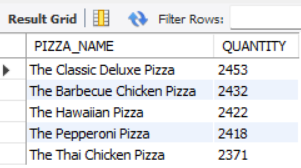 Result Grid Filter Rows:
PIZZA_NAME QUANTITY
The Classic Deluxe Pizza 2453
The Barbecue Chicken Pizza 2432
The Hawaiian Pizza 2422
The Pepperoni Pizza 2418
The Thai Chicken Pizza 2371